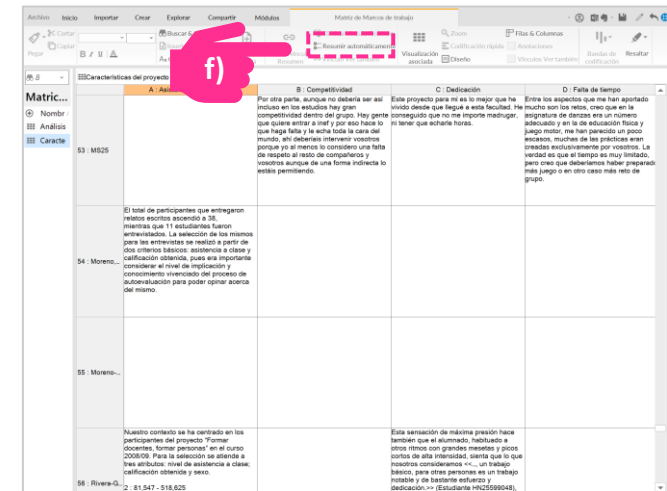 Archivo Inicio Importar Crear Explorar Compartir Módulos Matriz de Marcos de trabajo
Cortar
Copiar
Pegar
B I U A
Buscar &
Resumir automáticamen
Resumen
Visualización asociada
Zoom
Codificación rápida
Diseño
Filas & Columnas
Anotaciones
Vínculos Ver también
Bandas de codificación
Resaltar
f)
8
Características del proyecto
Matric...
Nombr
Análisis
Caracte
B : Competitividad
C : Dedicación
D : Falta de tiempo
53 : MS25
Por otra parte, aunque no debería ser así
incluso en los estudios hay gran
competitividad dentro del grupo. Hay gente
que quiere entrar a inef y por eso hace lo
que haga falta y le echa toda la cara del
mundo, ahí deberíais intervenir vosotros
porque yo al menos lo considero una falta
de respeto al resto de compañeros y
vosotros aunque de una forma indirecta lo
estáis permitiendo.
Este proyecto para mi es lo mejor que he
vivido desde que llegué a esta facultad. He
conseguido que no me importe madrugar,
ni tener que echarle horas.
Entre los aspectos que me han aportado
mucho son los retos, creo que en la
asignatura de danzas era un número
adecuado y en la de educación física y
juego motor, me han parecido un poco
escasos, muchas de las prácticas eran
creadas exclusivamente por vosotros. La
verdad es que el tiempo es muy limitado,
pero creo que deberíamos haber preparado
más juego o en otro caso más reto de
grupo.
54 : Moreno,...
El total de participantes que entregaron
relatos escritos ascendió a 38,
mientras que 11 estudiantes fueron
entrevistados. La selección de los mismos
para las entrevistas se realizó a partir de
dos criterios básicos: asistencia a clase y
calificación obtenida, pues era importante
considerar el nivel de implicación y
conocimiento vivenciado del proceso de
autoevaluación para poder opinar acerca
del mismo.
55 : Moreno-...
56 : Rivera-G...
Nuestro contexto se ha centrado en los
participantes del proyecto "Formar
docentes, formar personas" en el curso
2008/09. Para la selección se atiende a
tres atributos: nivel de asistencia a clase;
calificación obtenida y sexo.
2 : 81,547 - 518,625
Esta sensación de máxima presión hace
también que el alumnado, habituado a
otros ritmos con grandes mesetas y picos
cortos de alta intensidad, sienta que lo que
nosotros consideramos <<... un trabajo
básico, para otras personas es un trabajo
notable y de bastante esfuerzo y
dedicación.>> (Estudiante HN25599048),